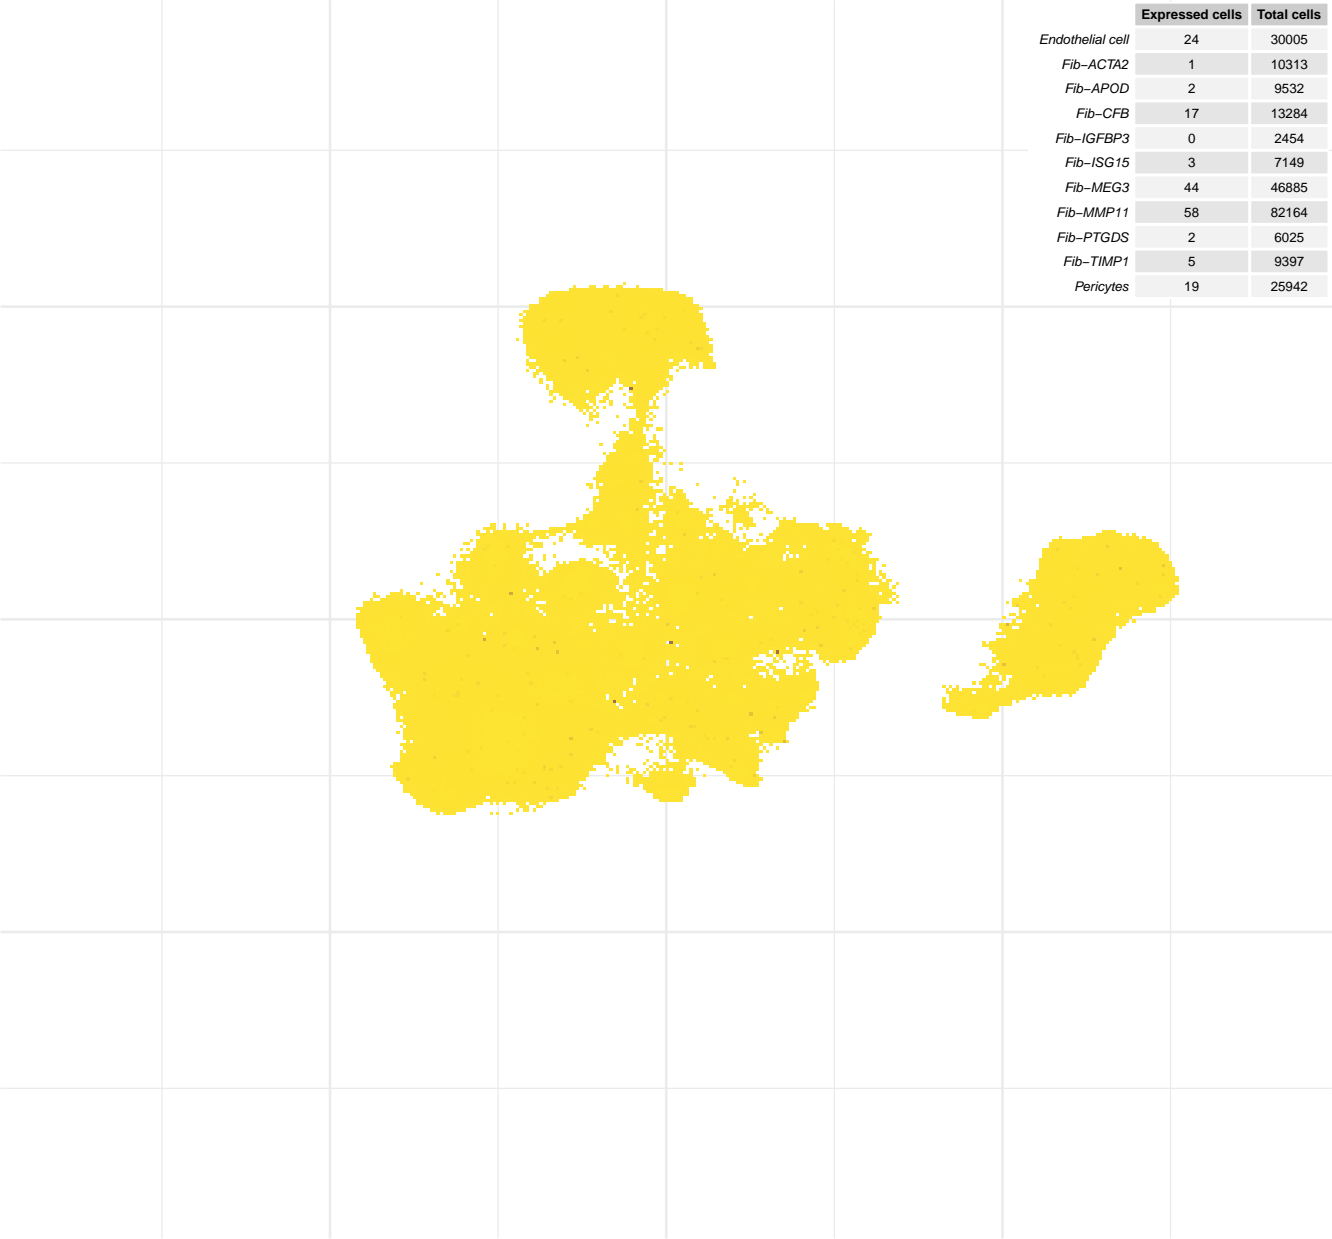 Expressed cells Total cells
Endothelial cell 24 30005
Fib−ACTA2 1 10313
Fib−APOD 2 9532
Fib−CFB 17 13284
Fib−IGFBP3 0 2454
Fib−ISG15 3 7149
Fib−MEG3 44 46885
Fib−MMP11 58 82164
Fib−PTGDS 2 6025
Fib−TIMP1 5 9397
Pericytes 19 25942